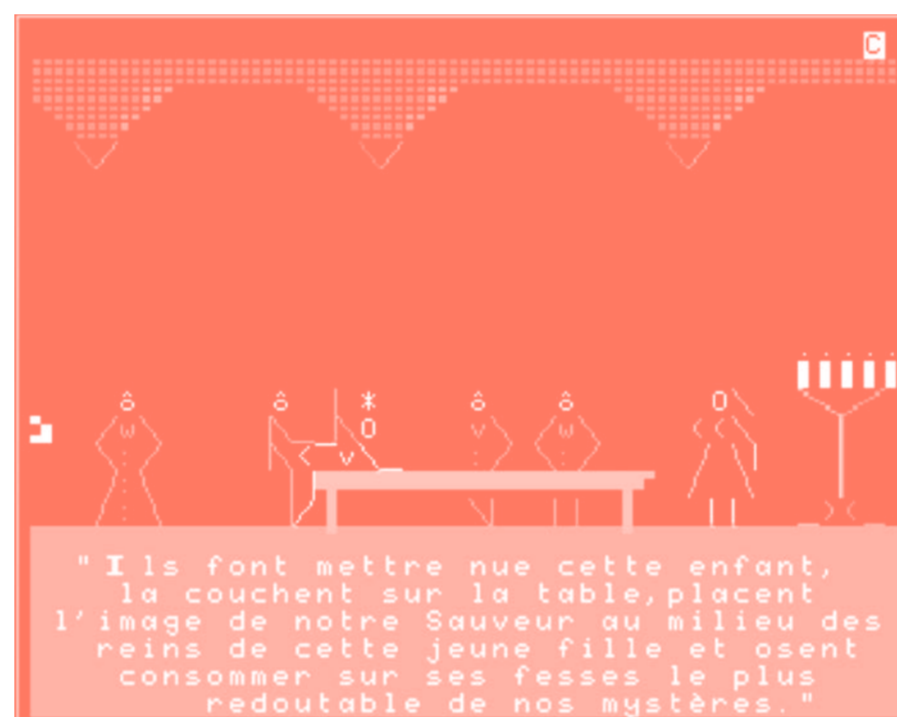 C
"Ils font mettre nue cette enfant,
la couchent sur la table,placent
l'image de notre Sauveur au milieu des
reins de cette jeune fille et osent
consommer sur ses fesses le plus
redoutable de nos mystères."